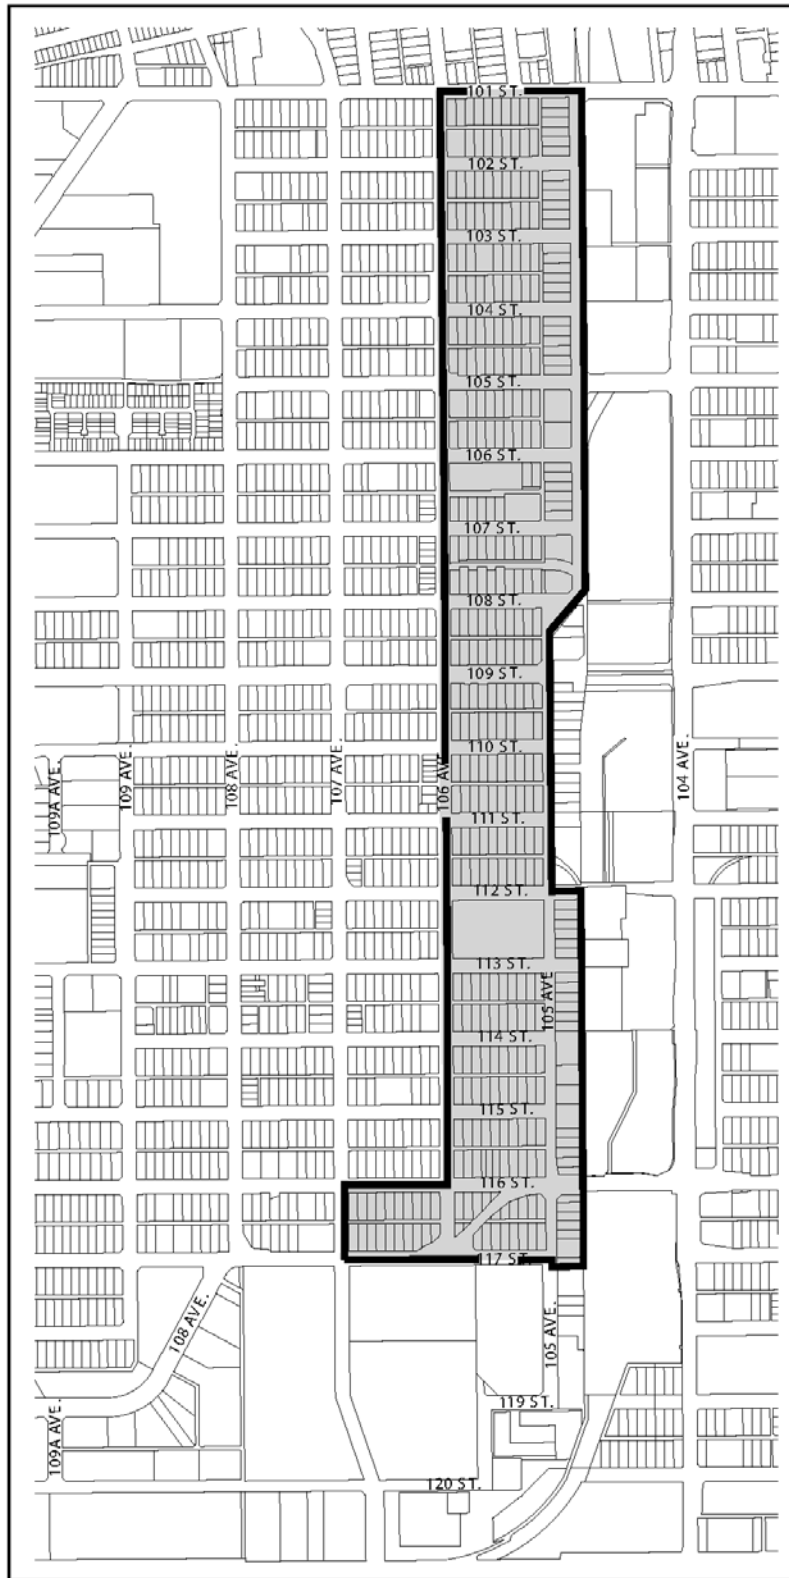 101 ST.
102 ST.
103 ST.
104 ST.
105 ST.
106 ST.
107 ST.
108 ST.
109 ST.
110 ST.
109A AVE.
109 AVE.
108 AVE.
107 AVE.
106 AVE.
104 AVE.
111 ST.
112 ST.
113 ST.
105 AVE.
114 ST.
115 ST.
116 ST.
117 ST.
108 AVE.
105 AVE.
109A AVE.
119 ST.
120 ST.